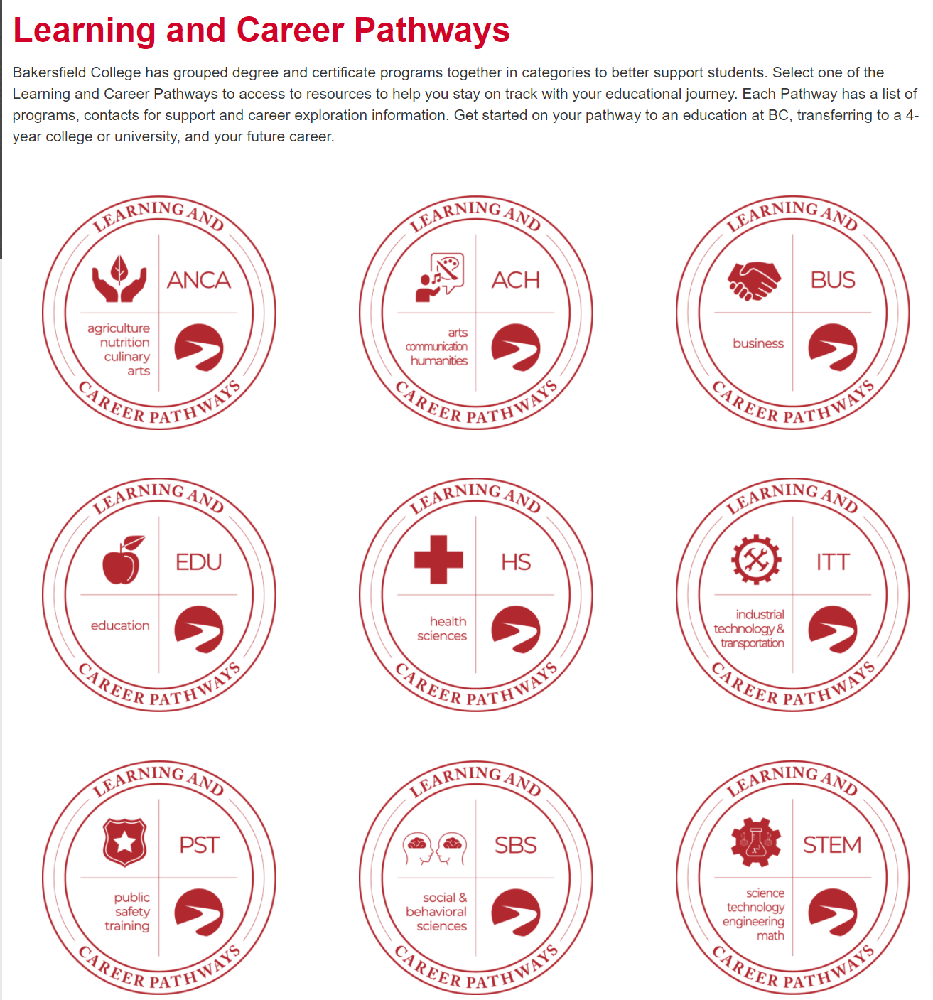 Learning and Career Pathways
Bakersfield College has grouped degree and certificate programs together in categories to better support students. Select one of the
Learning and Career Pathways to access to resources to help you stay on track with your educational journey. Each Pathway has a list of
programs, contacts for support and career exploration information. Get started on your pathway to an education at BC, transferring to a 4-
year college or university, and your future career.
LEARNING AND
ANCA
agriculture
nutrition
culinary
arts
CAREER PATHWAYS
LEARNING AND
ACH
arts
communication
humanities
CAREER PATHWAYS
LEARNING AND
BUS
business
CAREER PATHWAYS
LEARNING AND
EDU
education
CAREER PATHWAYS
LEARNING AND
HS
health
sciences
CAREER PATHWAYS
LEARNING AND
ITT
industrial
technology &
transportation
CAREER PATHWAYS
LEARNING AND
PST
public
safety
training
CAREER PATHWAYS
LEARNING AND
SBS
social &
behavioral
sciences
CAREER PATHWAYS
LEARNING AND
x²
STEM
science
technology
engineering
math
CAREER PATHWAYS